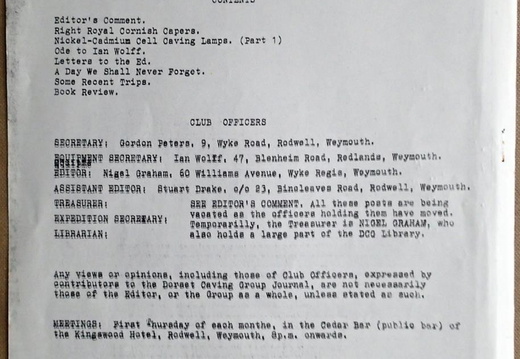 CONTENTS
Editor's Comment.
Right Royal Cornish Capers.
Nickel-Cadmium Cell Caving Lamps. (Part 1)
Ode to Ian Wolff.
Letters to the Ed.
A Day We Shall Never Forget.
Some Recent Trips.
Book Review.
CLUB OFFICERS
SECRETARY: Gordon Peters. 9, Wyke Road, Rodwell, Weymouth.
EQUIPMENT SECRETARY: Ian Wolff. 47, Blenheim Road, Redlands, Weymouth.
EDITOR: Nigel Graham, 60 Williams Avenue, Wyke Regis, Weymouth.
ASSISTANT EDITOR: Stuart Drake, c/o 23, Bincleaves Road, Rodwell, Weymouth.
TREASURER: SEE EDITOR'S COMMENT. All these posts are being
vacated as the officers holding them have moved.
EXPEDITION SECRETARY: Temporarilly, the Treasurer is NIGEL GRAHAM, who
LIBRARIAN: also holds a large part of the DCG Library.
Any views or opinions, including those of Club Officers, expressed by
contributors to the Dorset Caving Group Journal, are not necessarily
those of the Editor, or the Group as a whole, unless stated as such.
MEETINGS: First Thursday of each months, in the Cedar Bar (public bar) of
the Kingswood Hotel, Rodwell, Weymouth, 8p.m. onwards.